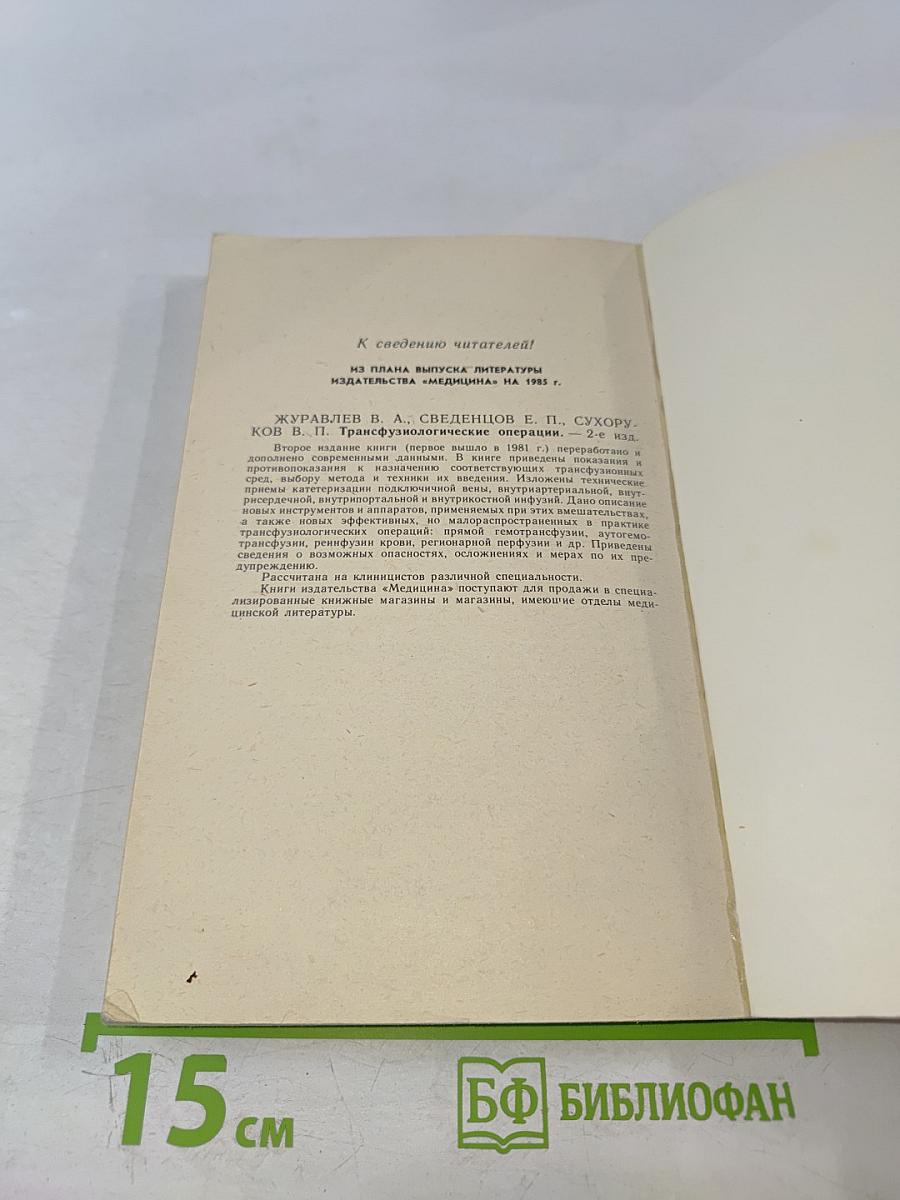 К сведению читателей!
ИЗ ПЛАНА ВЫПУСКА ЛИТЕРАТУРЫ
ИЗДАТЕЛЬСТВА «МЕДИЦИНА» НА 1985 г.
ЖУРАВЛЕВ В. А., СВЕДЕНЦОВ Е. П., СУХОРУ-
КОВ В. П. Трансфузиологические операции. — 2-е изд.
Второе издание книги (первое вышло в 1981 г.) переработано и
дополнено современными данными. В книге приведены показания и
противопоказания к назначению соответствующих трансфузионных
сред, выбору метода и техники их введения. Изложены технические
приемы катетеризации подключичной вены, внутриартериальной, внут-
рисердечной, внутрипортальной и внутрикостной инфузий. Дано описание
новых инструментов и аппаратов, применяемых при этих вмешательствах,
а также новых эффективных, но малораспространенных в практике
трансфузиологических операций: прямой гемотрансфузии, аутогемо-
трансфузии, реинфузии крови, регионарной перфузии и др. Приведены
сведения о возможных опасностях, осложнениях и мерах по их пре-
дупреждению.
Рассчитана на клиницистов различной специальности.
Книги издательства «Медицина» поступают для продажи в специа-
лизированные книжные магазины и магазины, имеющие отделы меди-
цинской литературы.
15 см
БФ БИБЛИОФАН